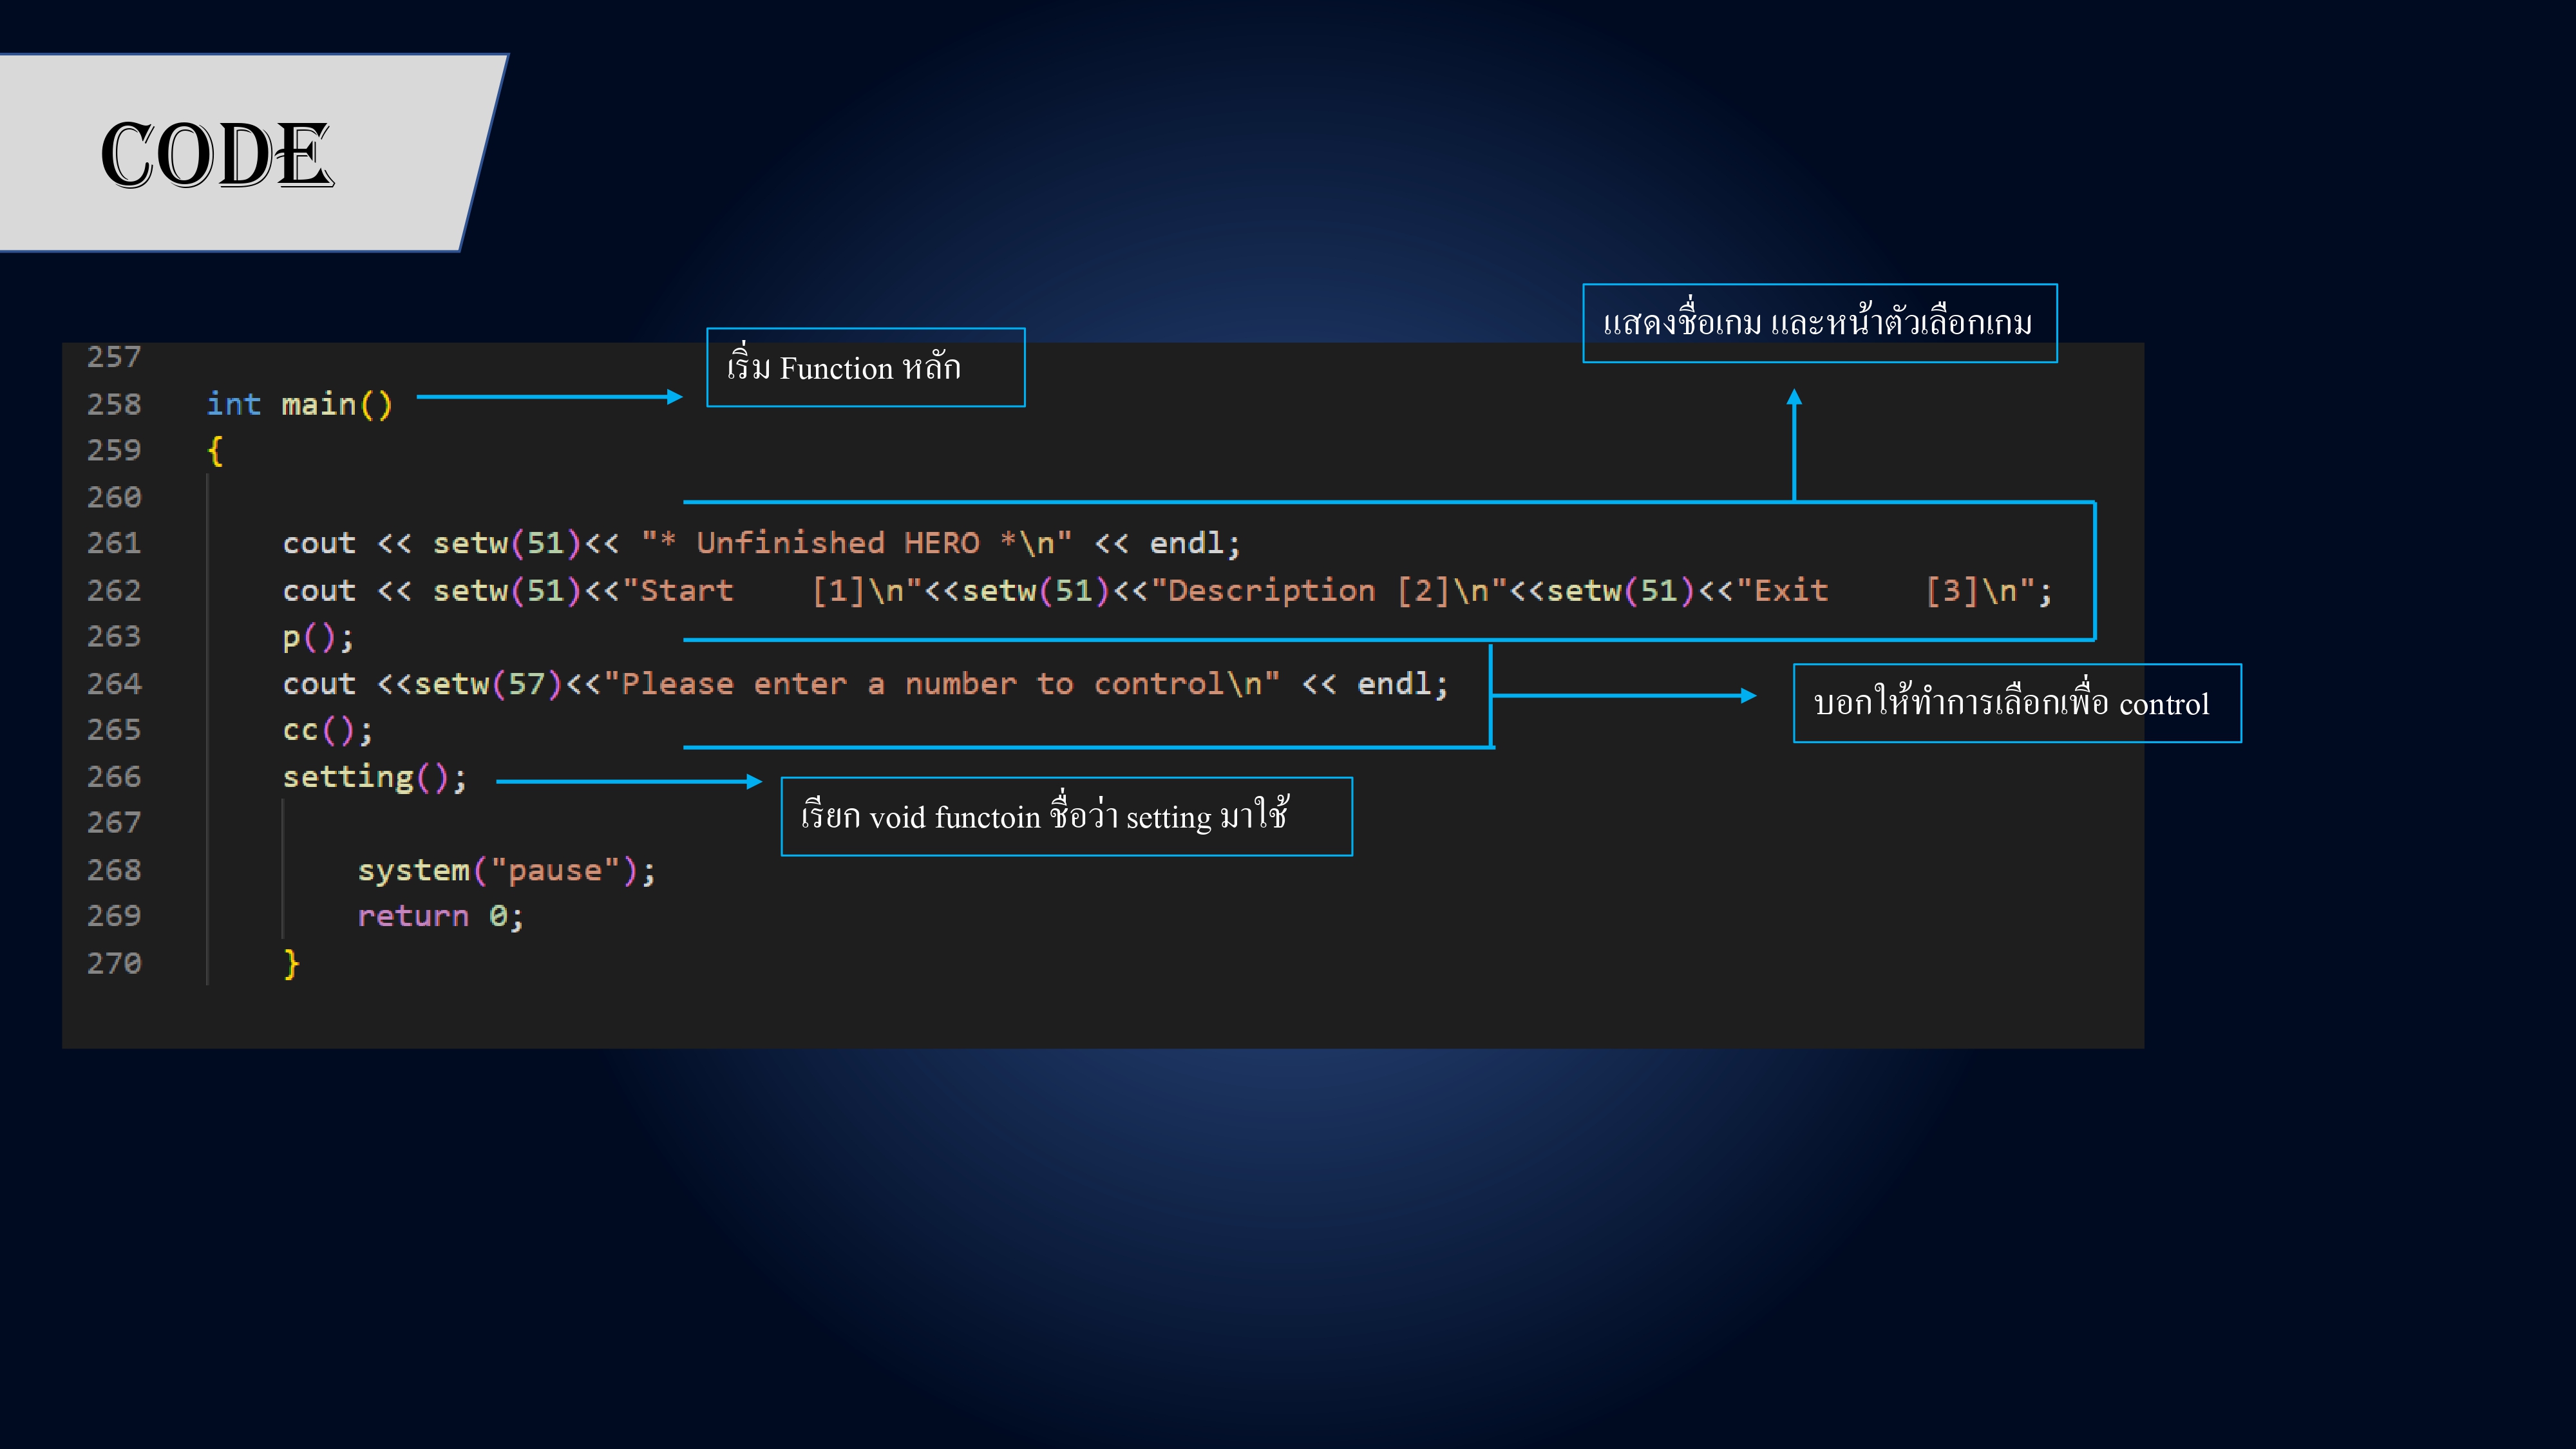 CODE
แสดงชื่อเกม และหน้าตัวเลือกเกม
เริ่ม Function หลัก
257
258 int main()
259 {
260
261 cout << setw(51)<< "* Unfinished HERO *\n" << endl;
262 cout << setw(51)<<"Start    [1]\n"<<setw(51)<<"Description [2]\n"<<setw(51)<<"Exit     [3]\n";
263 p();
264 cout <<setw(57)<<"Please enter a number to control\n" << endl;
บอกให้ทำการเลือกเพื่อ control
265 cc();
266 setting();
เรียก void functoin ชื่อว่า setting มาใช้
267
268 system("pause");
269 return 0;
270 }